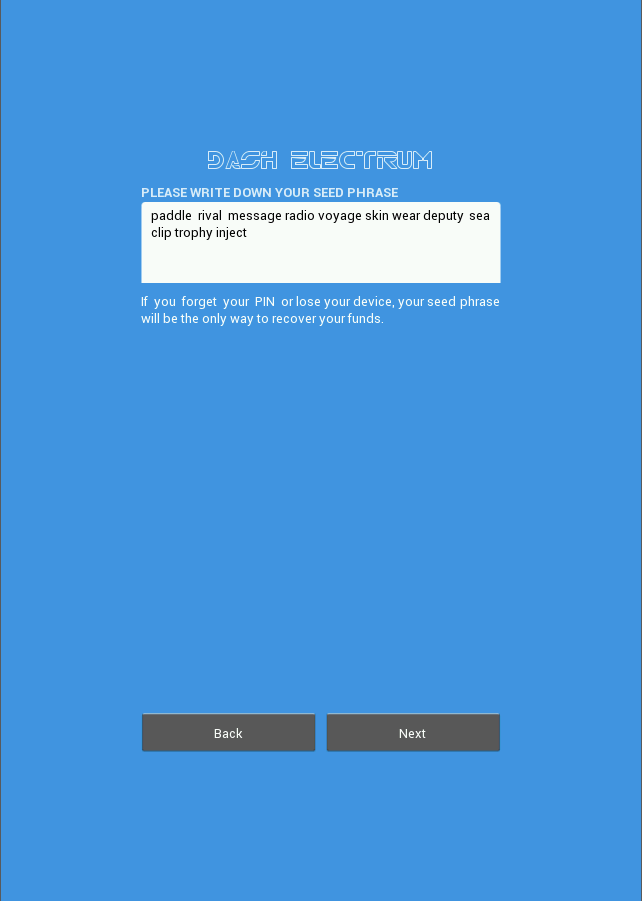 DASH ELECTRUM
PLEASE WRITE DOWN YOUR SEED PHRASE
paddle rival message radio voyage skin wear deputy sea
clip trophy inject
If you forget your PIN or lose your device, your seed phrase
will be the only way to recover your funds.
Back Next